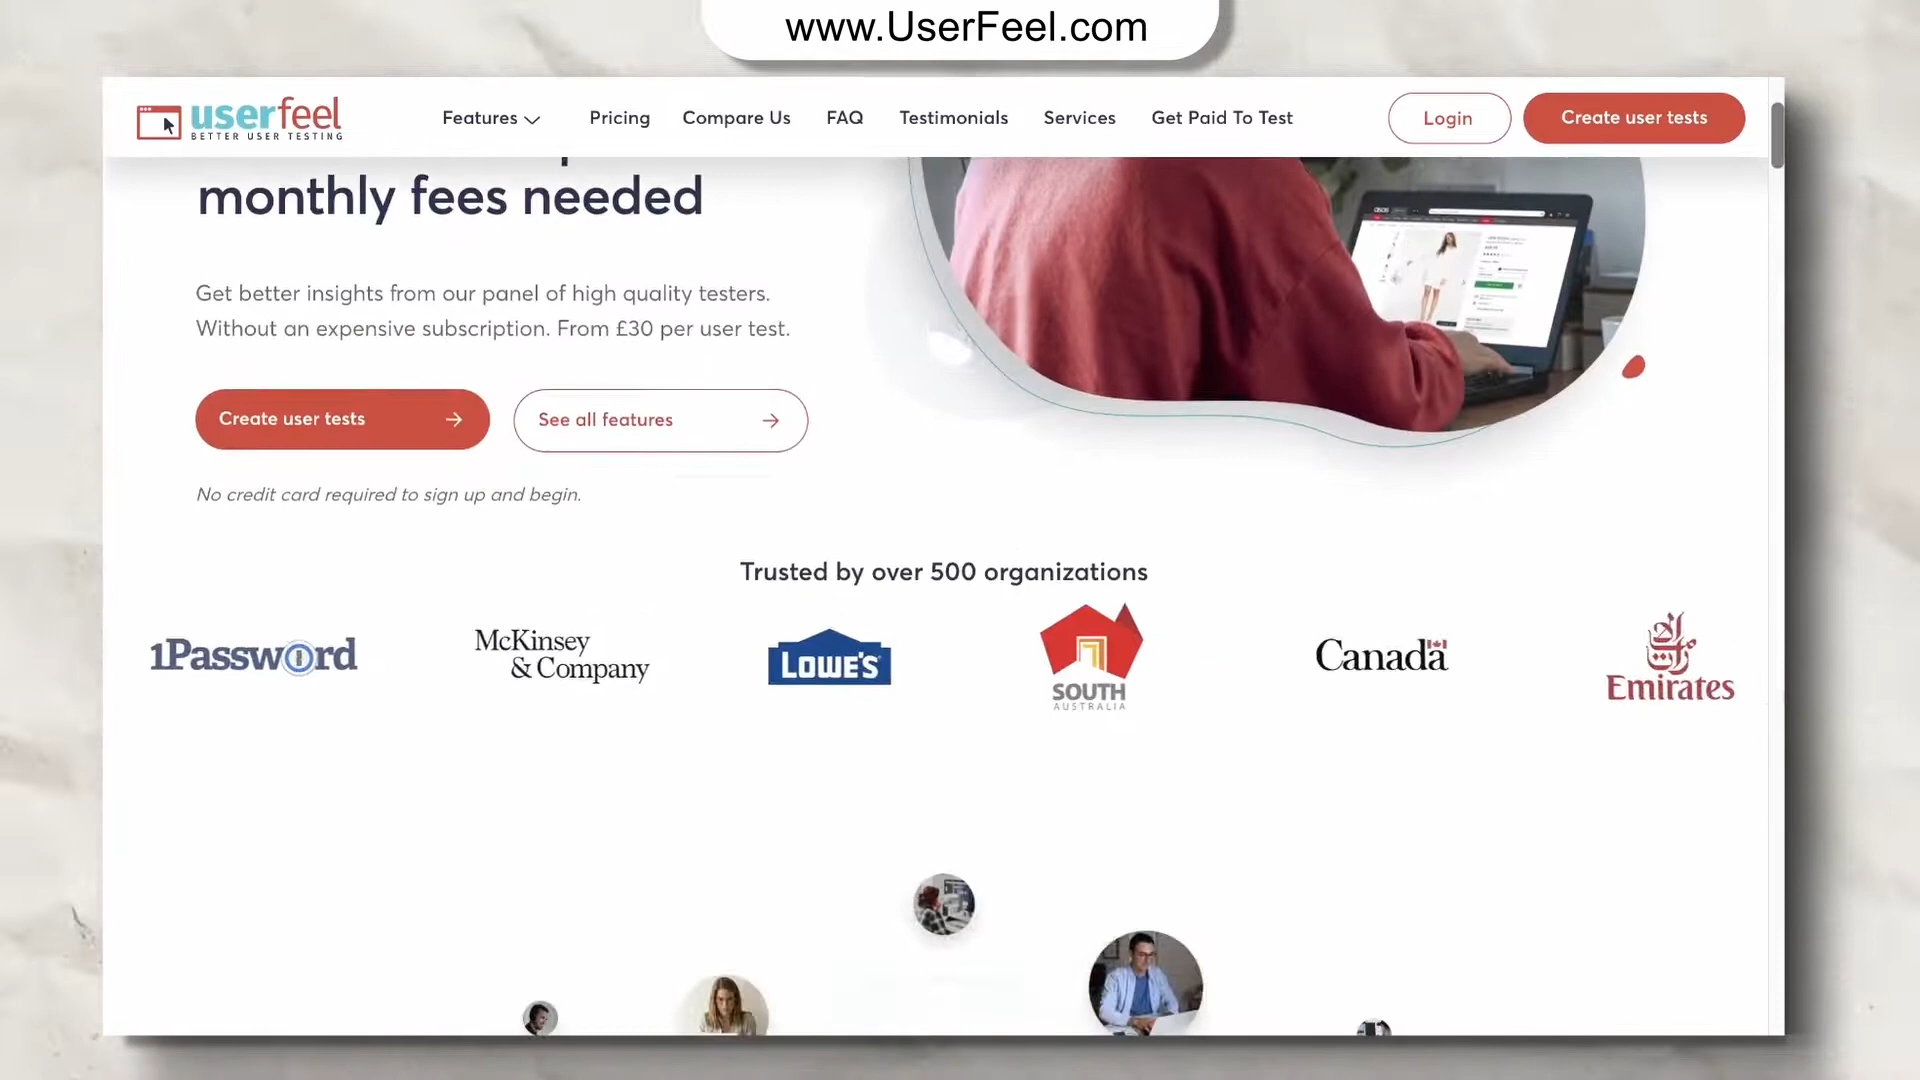 www.UserFeel.com
userfeel
BETTER USER TESTING
Features
Pricing
Compare Us
FAQ
Testimonials
Services
Get Paid To Test
Login
Create user tests
monthly fees needed
Get better insights from our panel of high quality testers.
Without an expensive subscription. From £30 per user test.
Create user tests
See all features
No credit card required to sign up and begin.
Trusted by over 500 organizations
1Password
McKinsey
& Company
LOWE'S
SOUTH
AUSTRALIA
Canada
Emirates